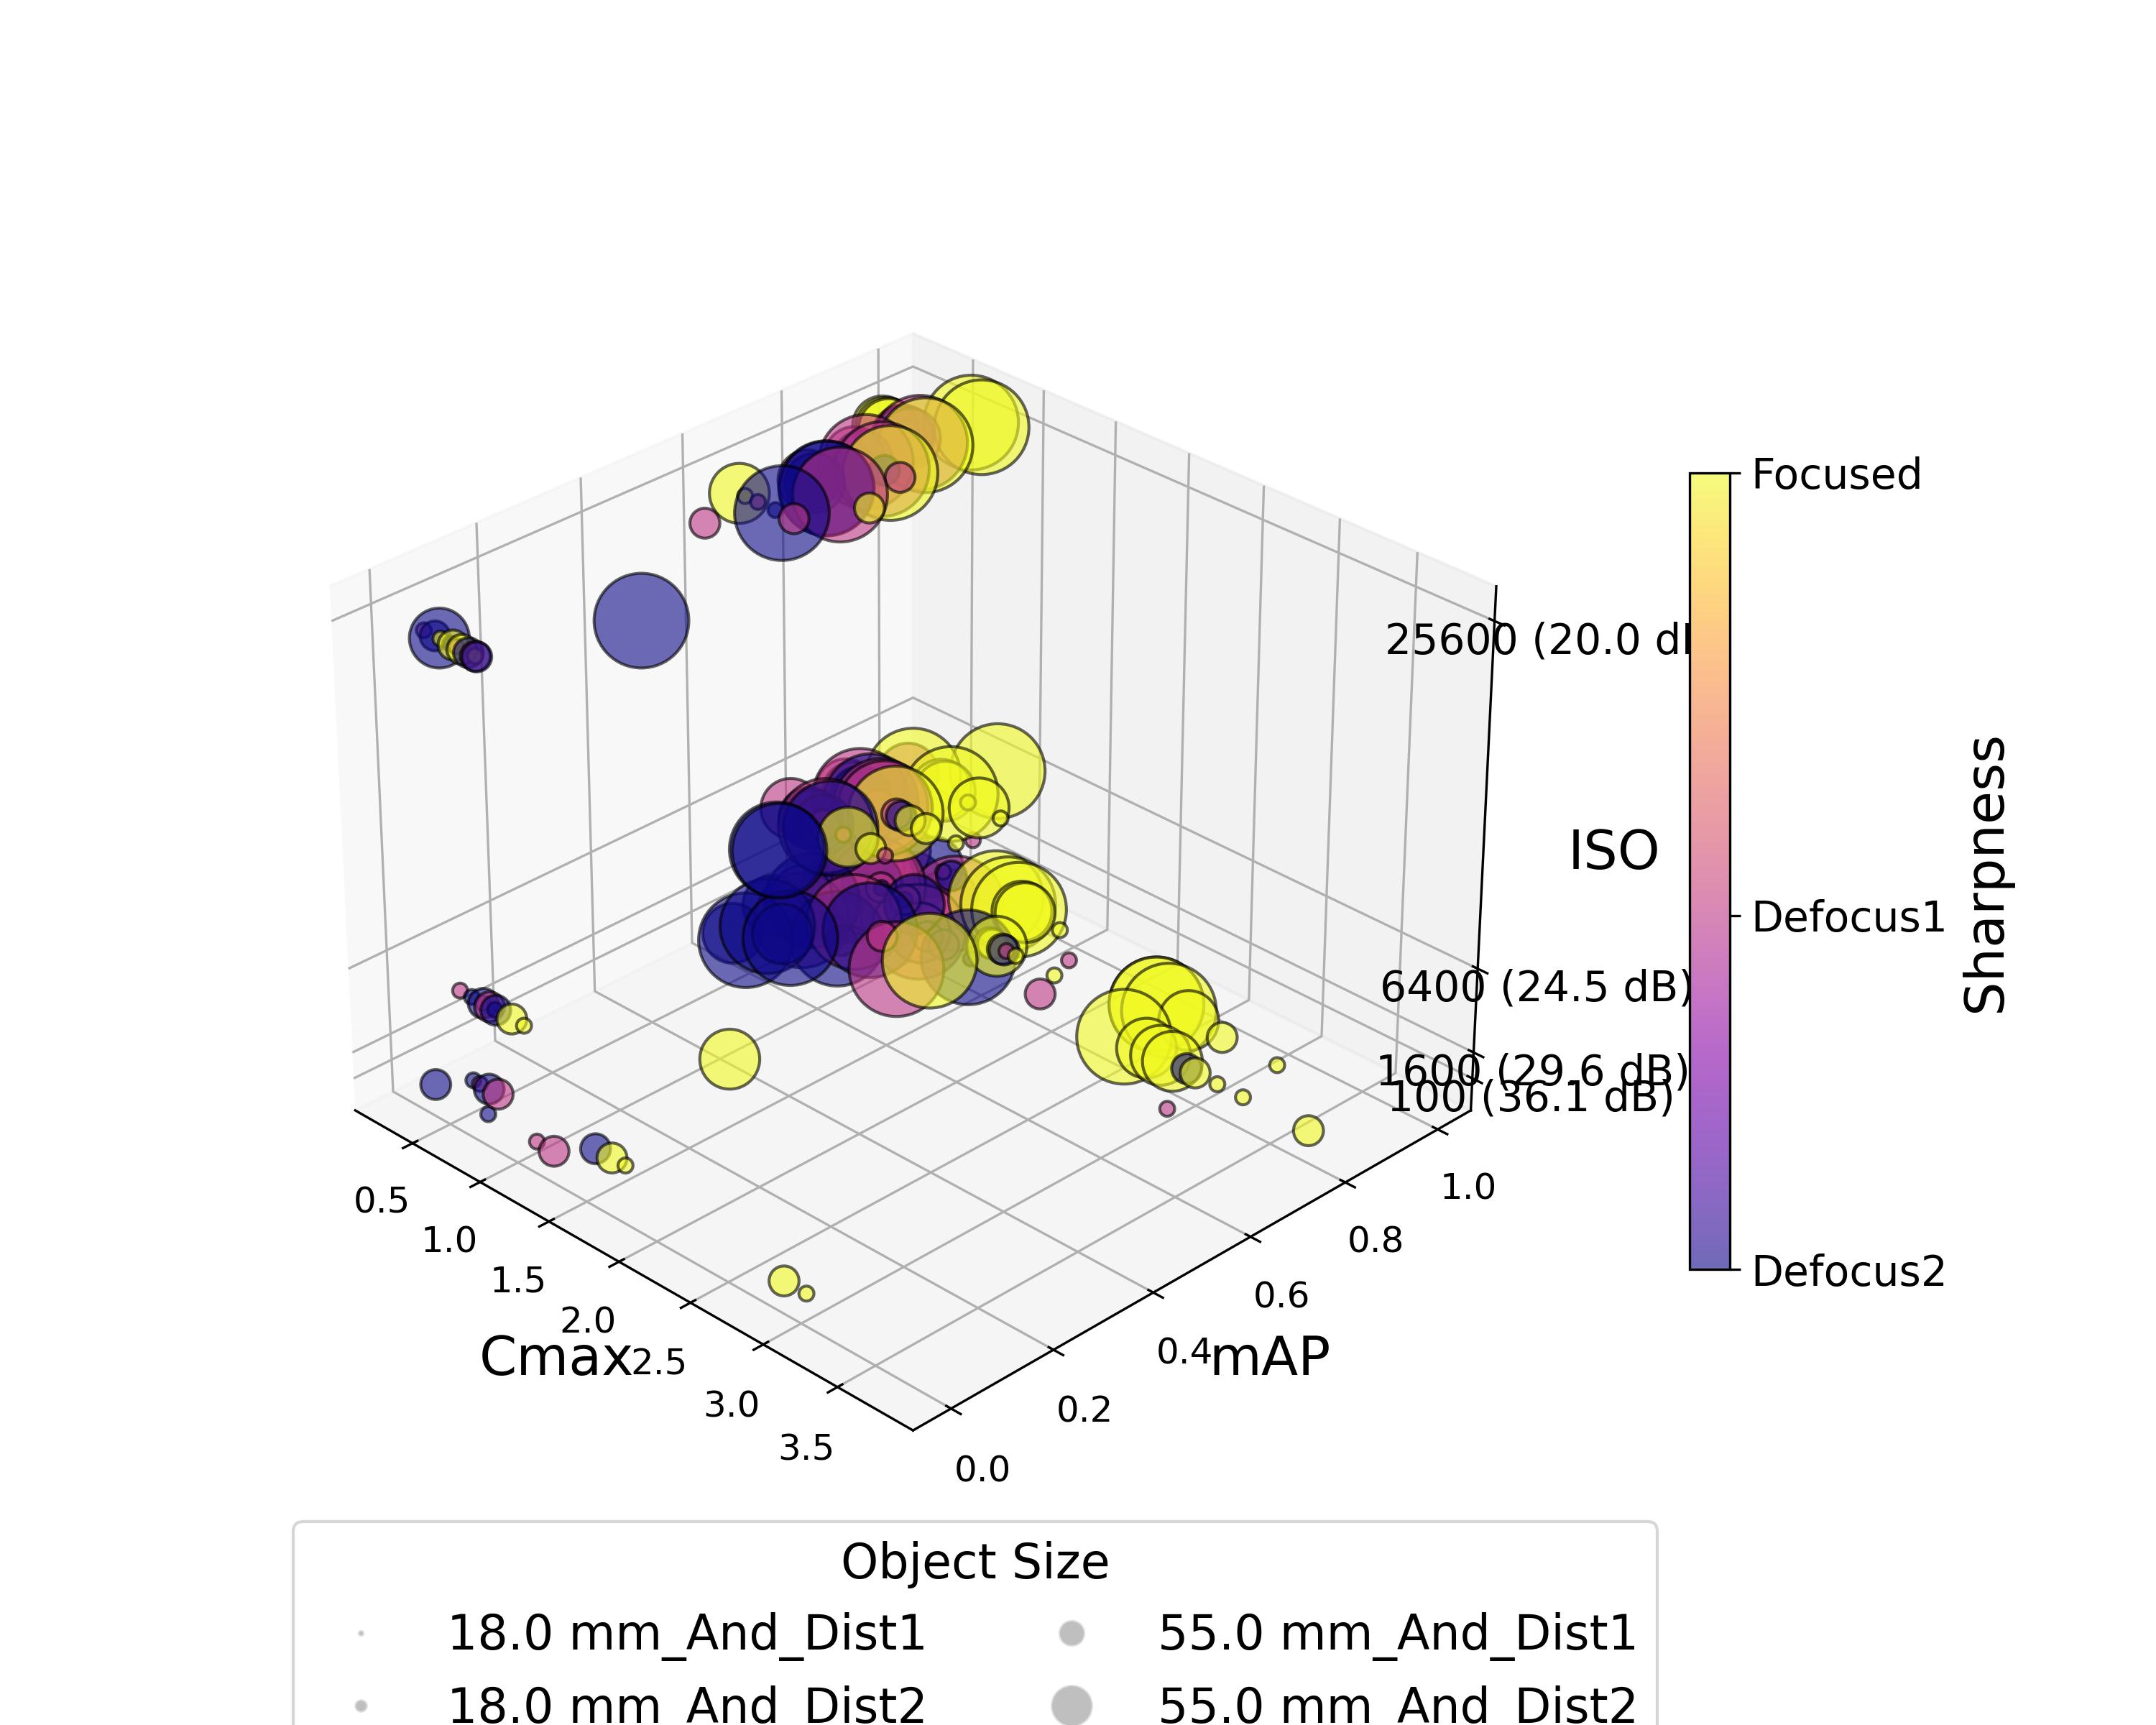 Focused
25600 (20.0 dB
ISO
Defocus1
Sharpness
6400 (24.5 dB)
1600 (29.6 dB)
100 (36.1 dB)
Defocus2
0.5
1.0
1.5
2.0
2.5
3.0
3.5
Cmax
0.0
0.2
0.4
0.6
0.8
1.0
mAP
Object Size
18.0 mm_And_Dist1
55.0 mm_And_Dist1
18.0 mm_And_Dist2
55.0 mm_And_Dist2